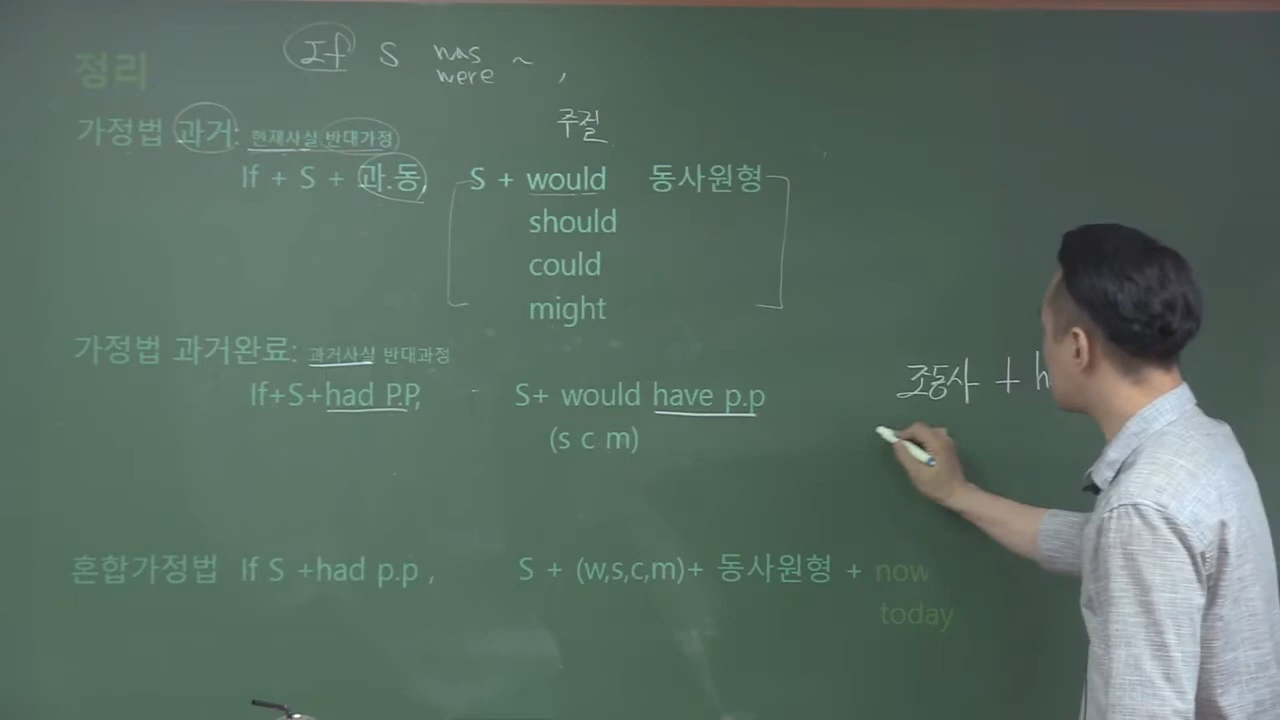 If S was ~ ,
were
정리
주절
가정법 과거: 현재사실 반대가정
If + S + 과.동, S + would 동사원형
should
could
might
가정법 과거완료: 과거사실 반대과정
If+S+had P.P, S+ would have p.p
(s c m)
조동사 + h
혼합가정법 If S +had p.p , S + (w,s,c,m)+ 동사원형 + now
today